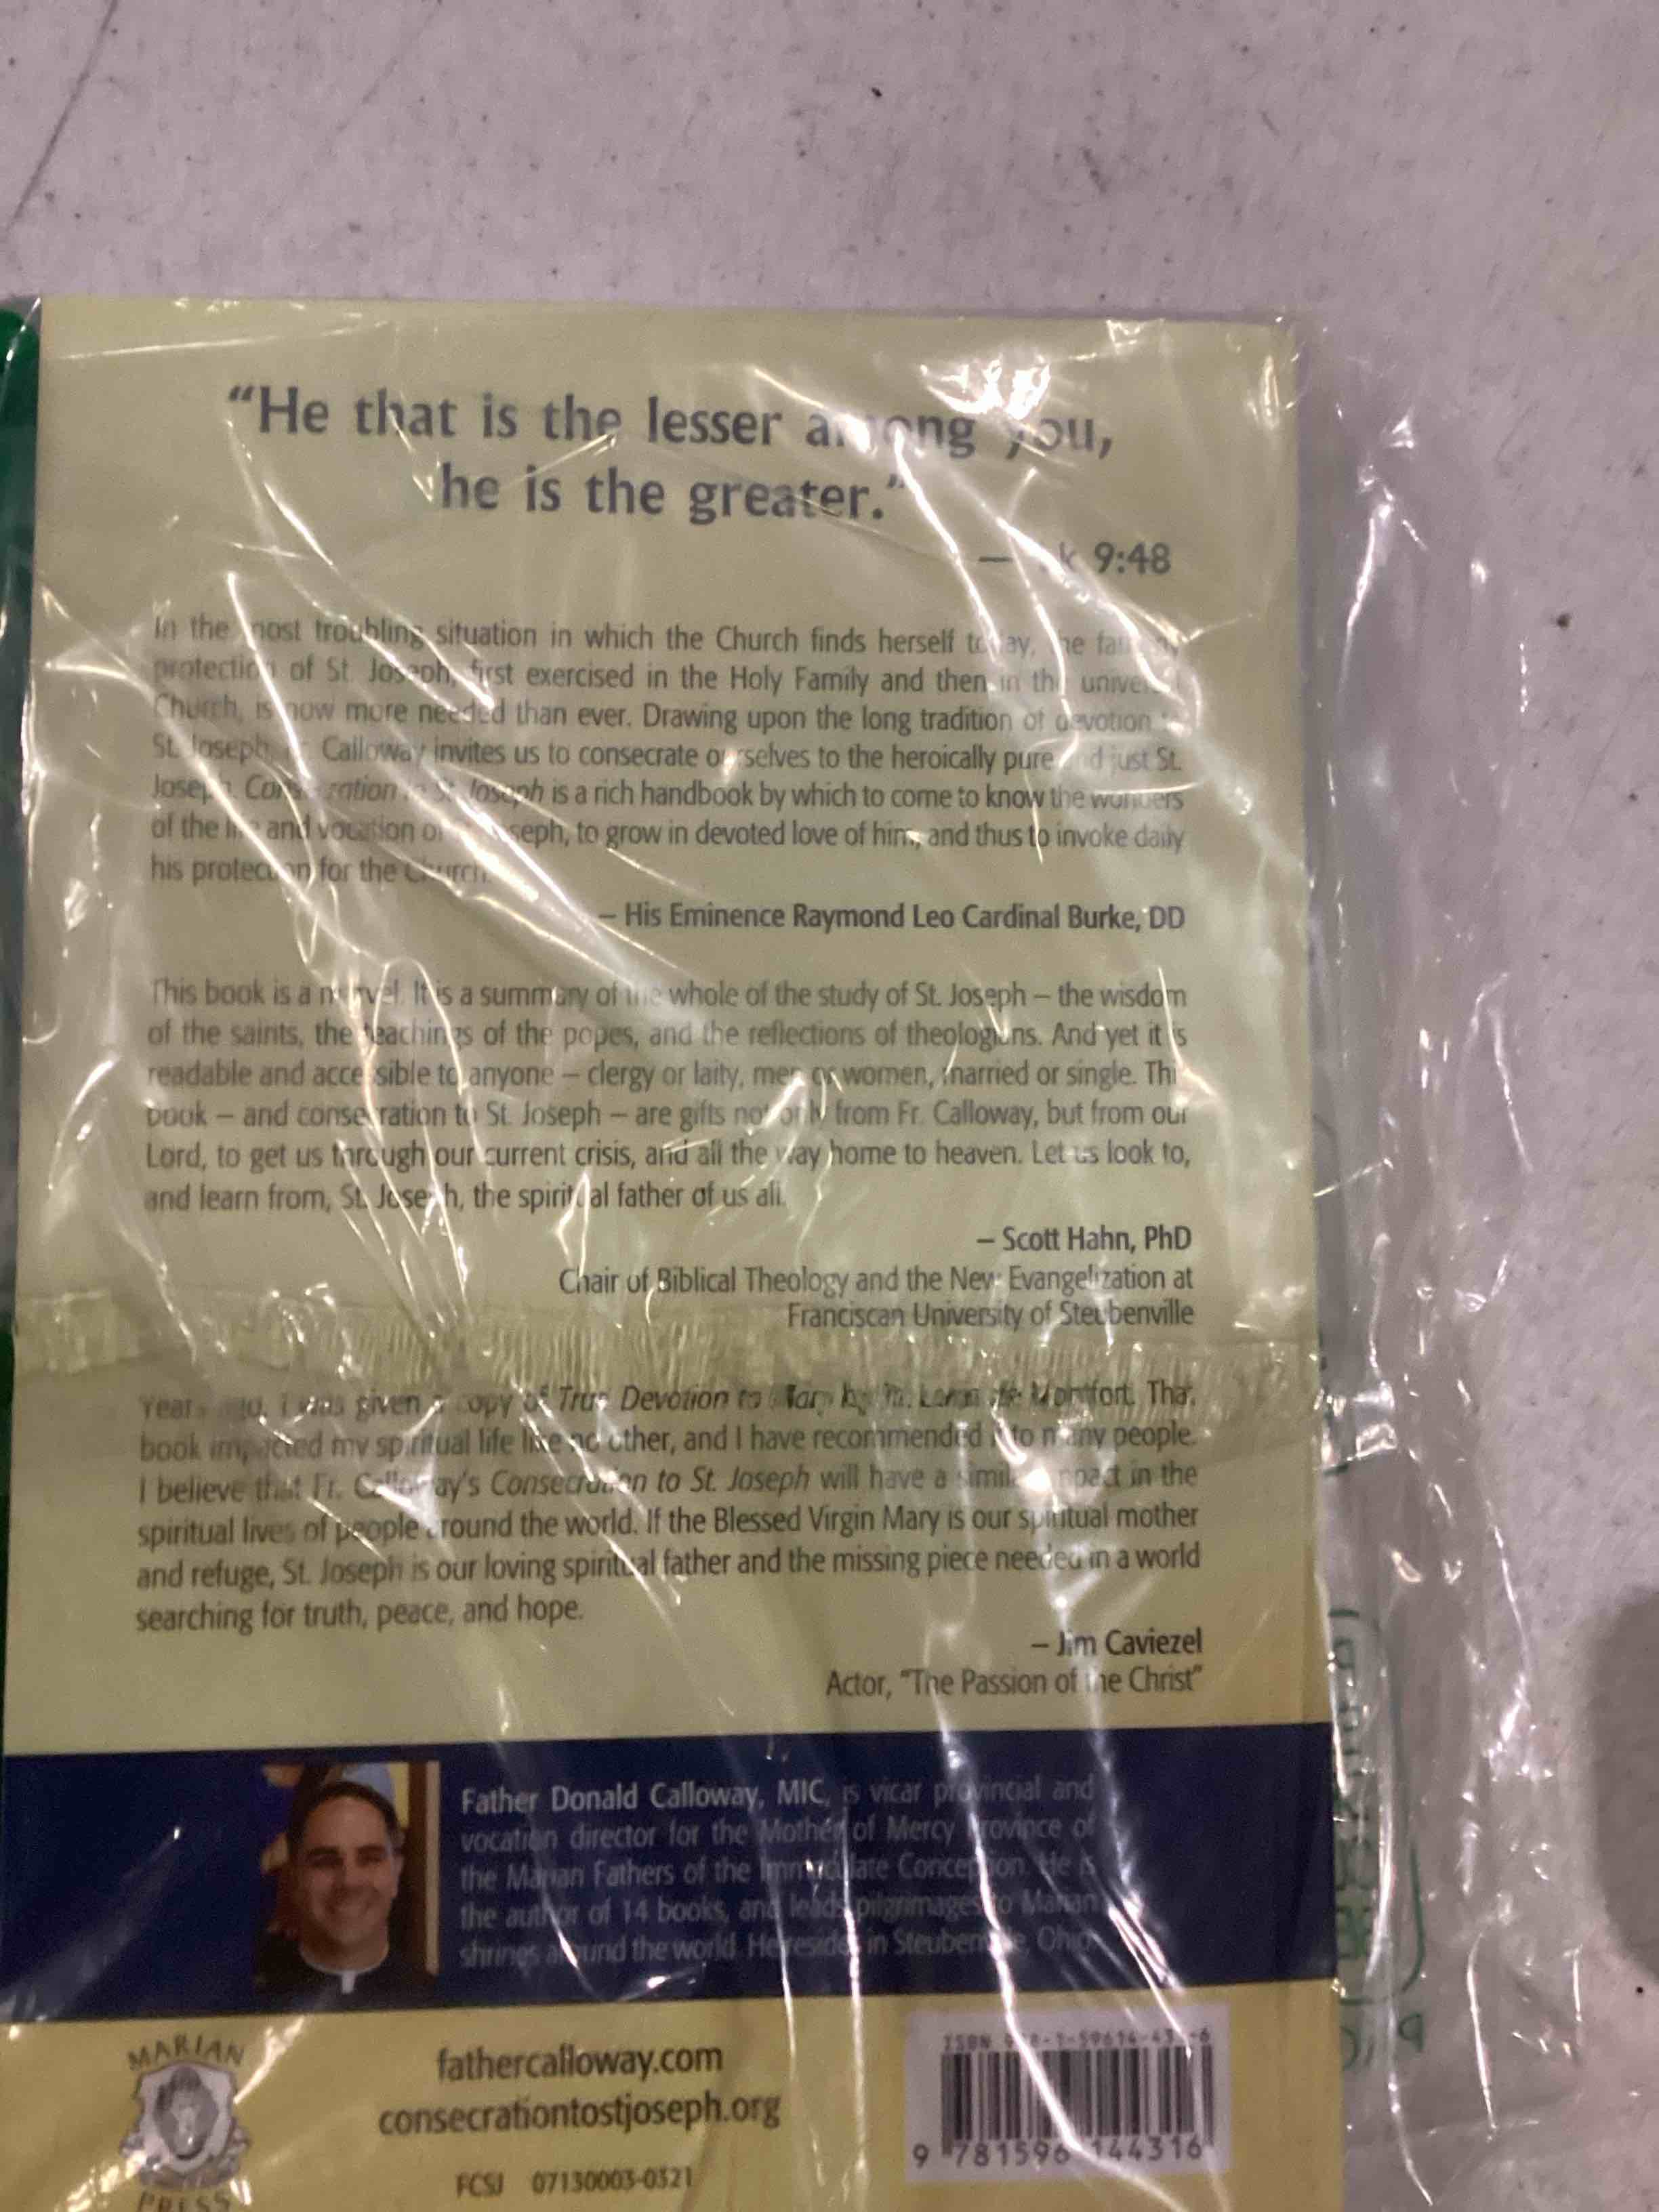 “He that is the lesser among you,
he is the greater.”
— 9:48
In the most troubling situation in which the Church finds herself today, the
protection of St. Joseph, first exercised in the Holy Family and then in the universal
Church, is now more needed than ever. Drawing upon the long tradition of devotion to
St. Joseph, Calloway invites us to consecrate ourselves to the heroically pure and just St.
Joseph. Consecration to St. Joseph is a rich handbook by which to come to know the wonders
of the life and vocation of St. Joseph, to grow in devoted love of him, and thus to invoke daily
his protection for the Church.
– His Eminence Raymond Leo Cardinal Burke, DD
This book is a marvel. It is a summary of the whole of the study of St. Joseph – the wisdom
of the saints, the teachings of the popes, and the reflections of theologians. And yet it is
readable and accessible to anyone – clergy or laity, men or women, married or single. This
book – and consecration to St. Joseph – are gifts not only from Fr. Calloway, but from our
Lord, to get us through our current crisis, and all the way home to heaven. Let us look to,
and learn from, St. Joseph, the spiritual father of us all.
– Scott Hahn, PhD
Chair of Biblical Theology and the New Evangelization at
Franciscan University of Steubenville
Years ago, I was given a copy of True Devotion to Mary by St. Louis de Montfort. That
book impacted my spiritual life like no other, and I have recommended it to many people.
I believe that Fr. Calloway's Consecration to St. Joseph will have a similar impact in the
spiritual lives of people around the world. If the Blessed Virgin Mary is our spiritual mother
and refuge, St. Joseph is our loving spiritual father and the missing piece needed in a world
searching for truth, peace, and hope.
– Jim Caviezel
Actor, “The Passion of the Christ”
Father Donald Calloway, MIC, is vicar provincial and
vocation director for the Mother of Mercy Province of
the Marian Fathers of the Immaculate Conception. He is
the author of 14 books, and leads pilgrimages to Marian
shrines around the world. He resides in Steubenville, Ohio.
MARIAN
PRESS
fathercalloway.com
consecrationtostjoseph.org
FCSJ 07130003-0321
ISBN
9 781596 144316